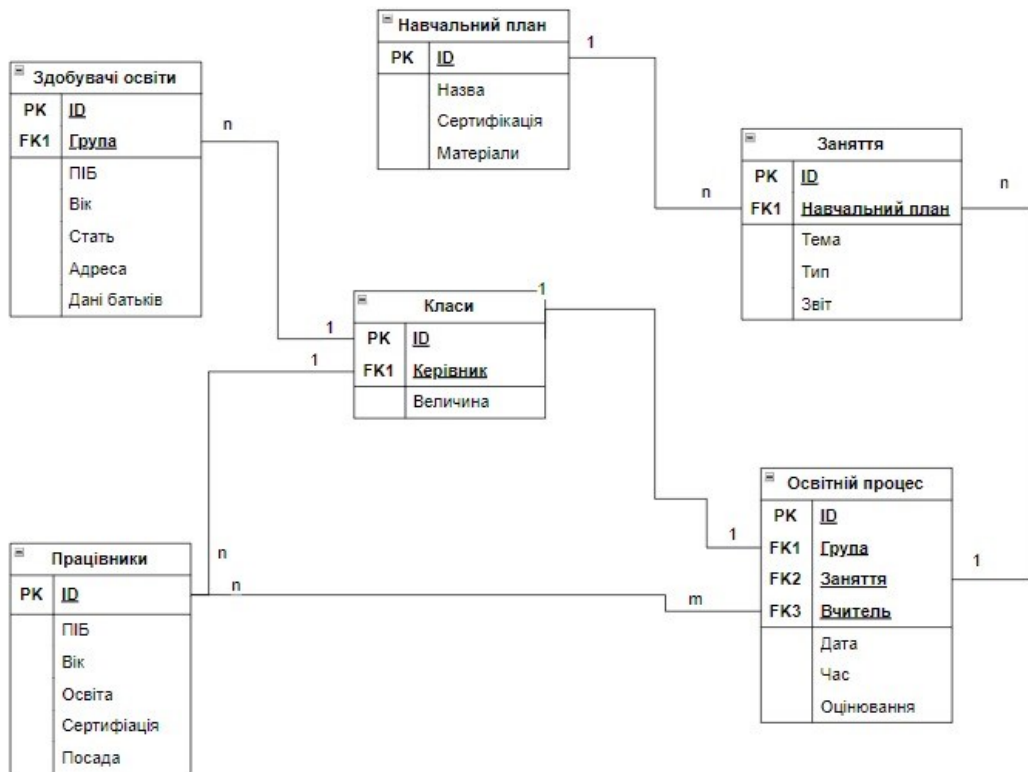 Навчальний план
PK ID
Назва
Сертифікація
Матеріали
1
Здобувачі освіти
PK ID
FK1 Група
ПІБ
Вік
Стать
Адреса
Дані батьків
n
Заняття
PK ID
FK1 Навчальний план
Тема
Тип
Звіт
n
n
Класи
PK ID
FK1 Керівник
Величина
1
1
1
Освітній процес
PK ID
FK1 Група
FK2 Заняття
FK3 Вчитель
Дата
Час
Оцінювання
1
1
m
Працівники
PK ID
ПІБ
Вік
Освіта
Сертифіація
Посада
n
n